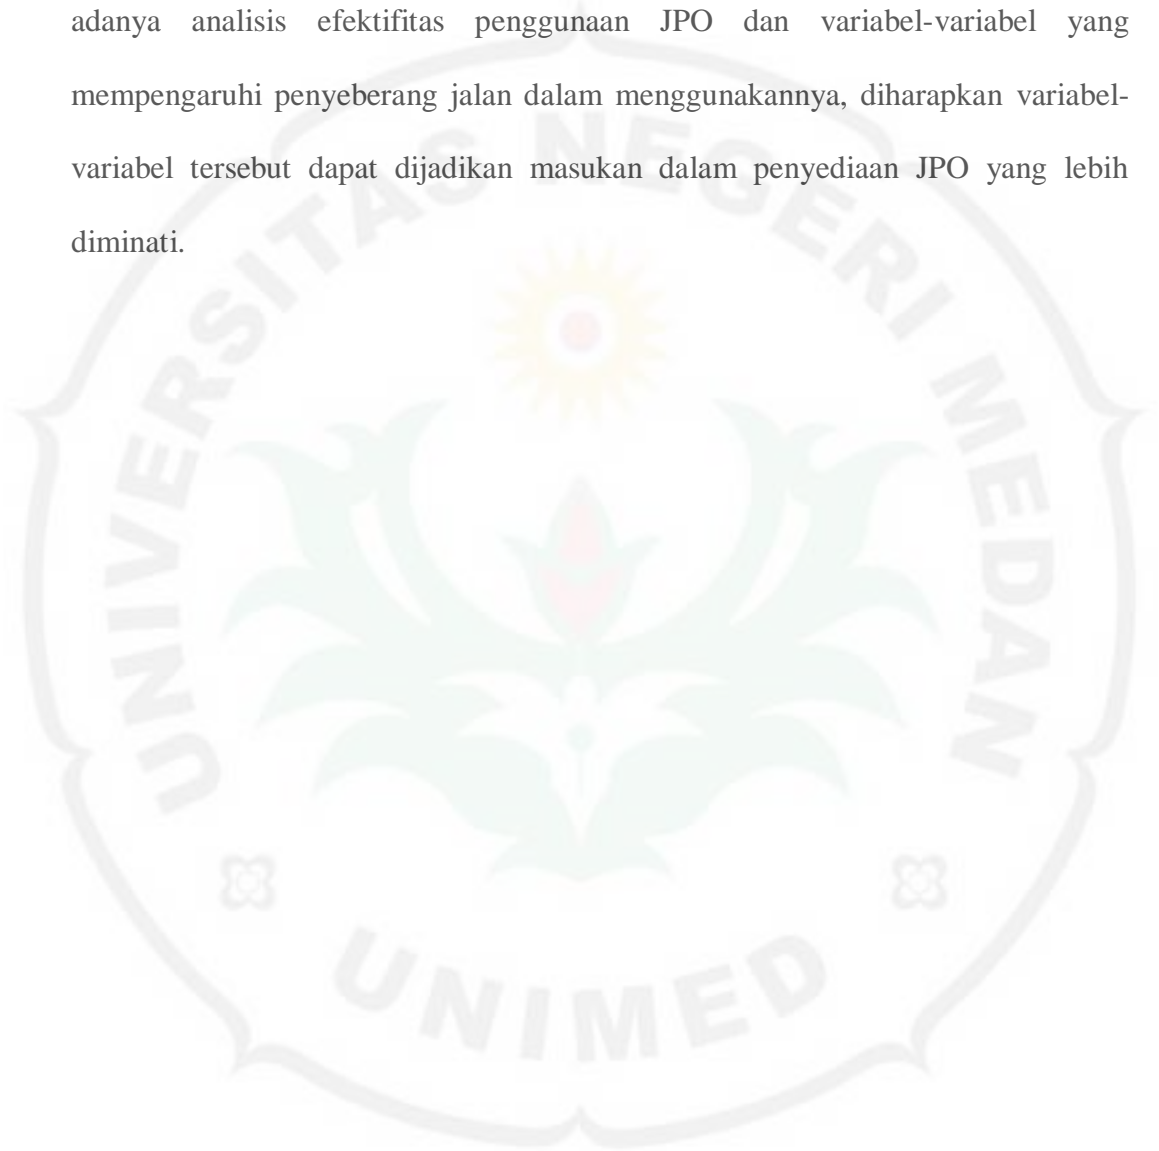 adanya analisis efektifitas penggunaan JPO dan variabel-variabel yang
mempengaruhi penyeberang jalan dalam menggunakannya, diharapkan variabel-
variabel tersebut dapat dijadikan masukan dalam penyediaan JPO yang lebih
diminati.
UNIVERSITAS NEGERI MEDAN
UNIMED